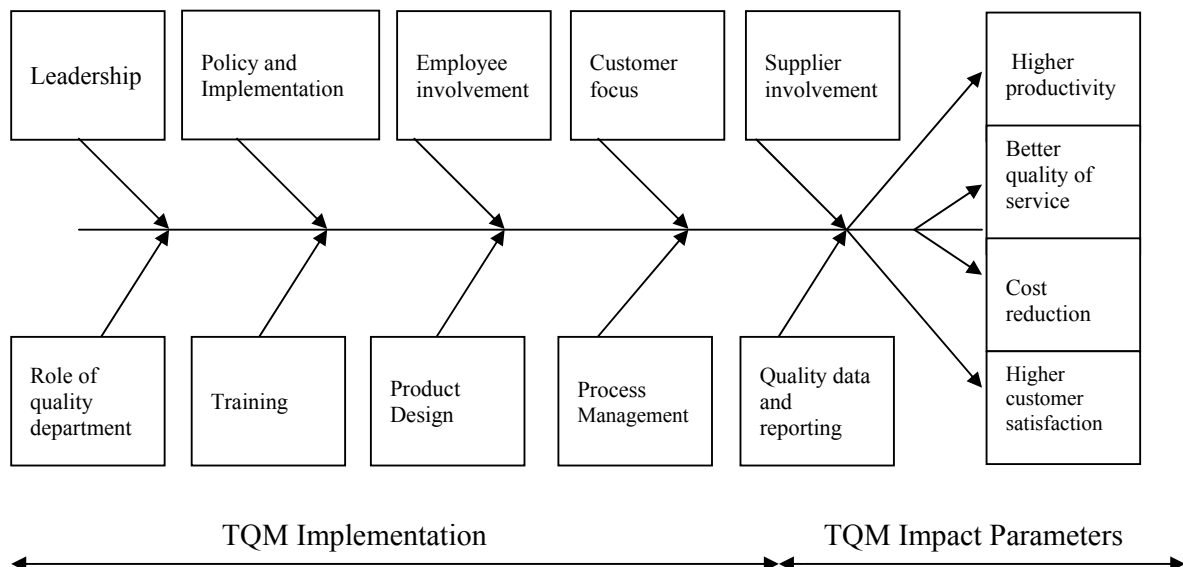 Leadership
Policy and
Implementation
Employee
involvement
Customer
focus
Supplier
involvement
Higher
productivity
Better
quality of
service
Cost
reduction
Higher
customer
satisfaction
Role of
quality
department
Training
Product
Design
Process
Management
Quality data
and
reporting
TQM Implementation
TQM Impact Parameters